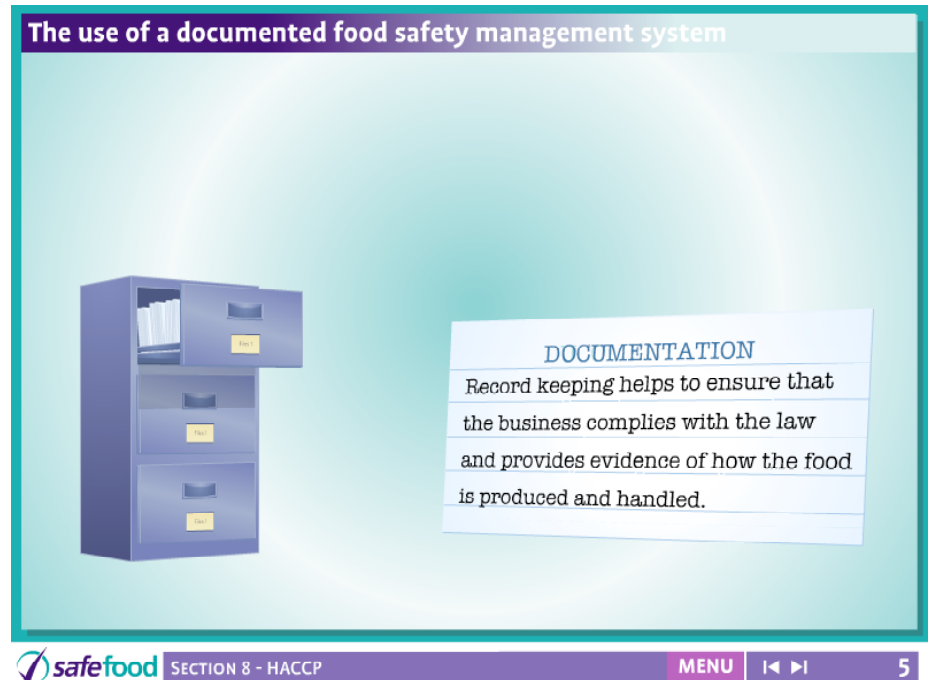 The use of a documented food safety management system
DOCUMENTATION
Record keeping helps to ensure that
the business complies with the law
and provides evidence of how the food
is produced and handled.
safefood SECTION 8 - HACCP MENU 5